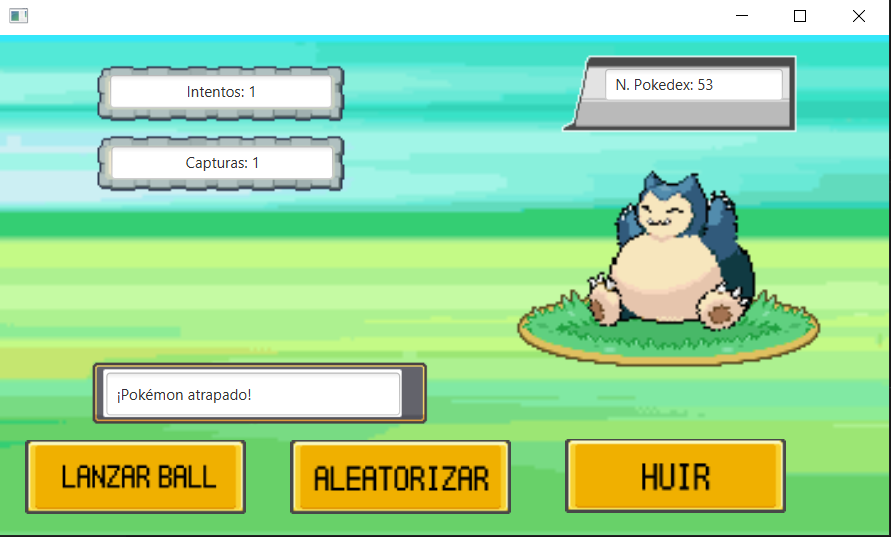 Intentos: 1
N. Pokedex: 53
Capturas: 1
¡Pokémon atrapado!
LANZAR BALL
ALEATORIZAR
HUIR